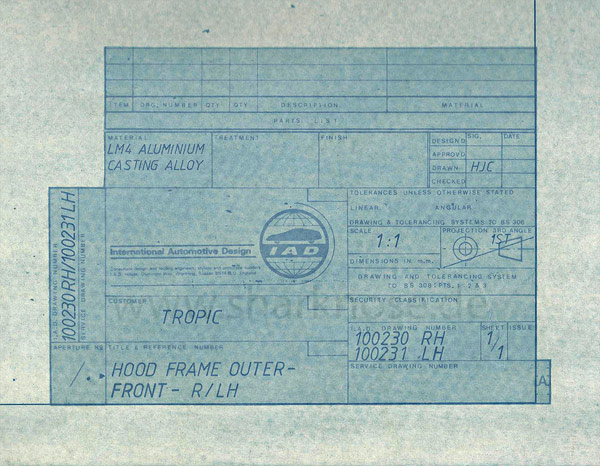 ITEM DRG. NUMBER QTY. QTY. DESCRIPTION MATERIAL
PARTS LIST
MATERIAL
LM4 ALUMINIUM
CASTING ALLOY
TREATMENT
FINISH
SIG. DATE
DESIGND
APPROVD
DRAWN HJC
CHECKED
TOLERANCES UNLESS OTHERWISE STATED
LINEAR ANGULAR
DRAWING & TOLERANCING SYSTEMS TO BS 308
SCALE
1:1
PROJECTION 3RD ANGLE
1ST
DIMENSIONS IN m.m.
DRAWING AND TOLERANCING SYSTEM
TO BS 308 PTS. 1 2 & 3
SECURITY CLASSIFICATION
I.A.D. DRAWING NUMBER
100230 RH/100231 LH
SERVICE DRAWING NUMBER
International Automotive Design
IAD
CUSTOMER
TROPIC
I.A.D. DRAWING NUMBER
100230 RH
100231 LH
SHEET
1/1
ISSUE
SERVICE DRAWING NUMBER
APERTURE
TITLE & REFERENCE NUMBER
HOOD FRAME OUTER-
FRONT - R/LH